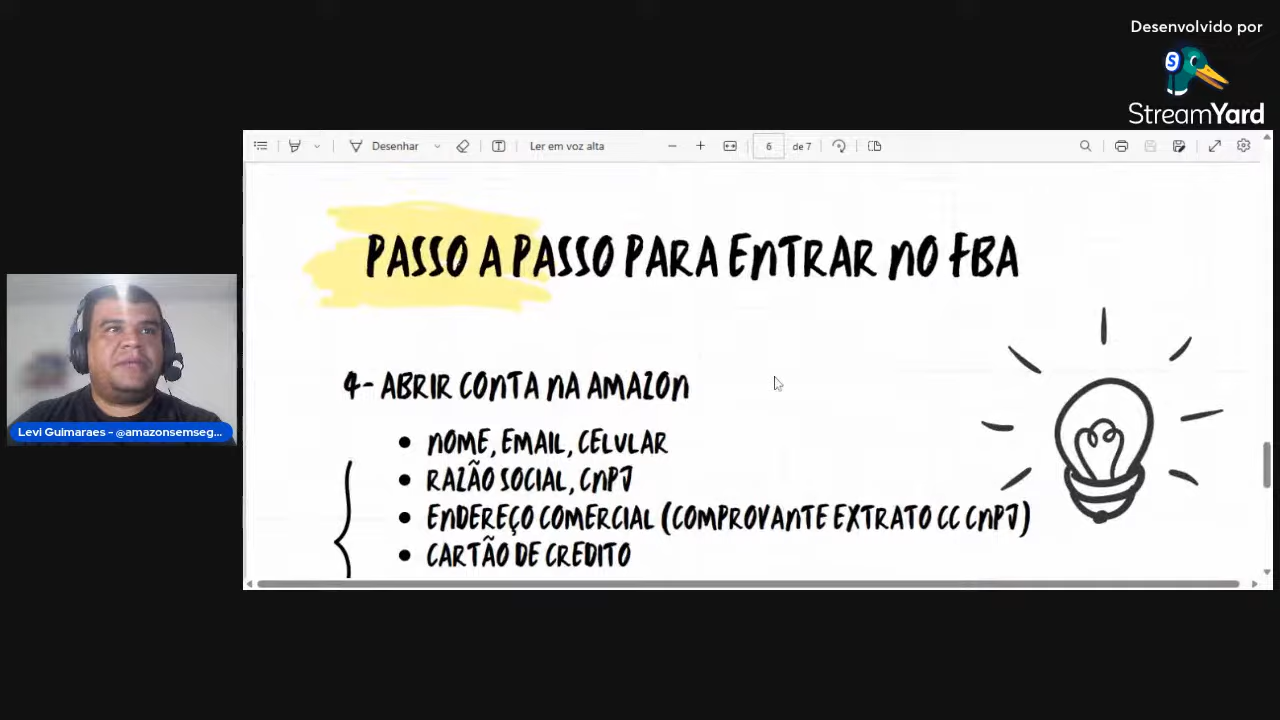 Desenvolvido por
StreamYard
Desenhar
Ler em voz alta
6 de 7
PASSO A PASSO PARA ENTRAR NO FBA
4- ABRIR CONTA NA AMAZON
• NOME, EMAIL, CELULAR
• RAZÃO SOCIAL, CNPJ
• ENDEREÇO COMERCIAL (COMPROVANTE EXTRATO CC CNPJ)
• CARTÃO DE CREDITO
Levi Guimaraes - @amazonsemseg...